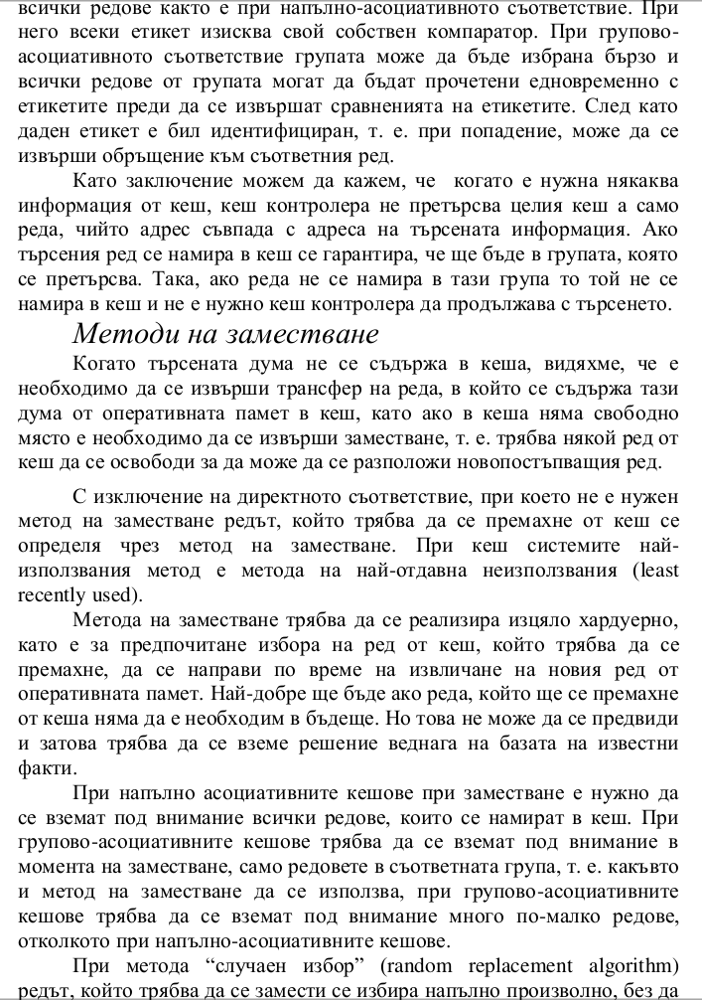 всички редове както е при напълно-асоциативното съответствие. При
него всеки етикет изисква свой собствен компаратор. При групово-
асоциативното съответствие групата може да бъде избрана бързо и
всички редове от групата могат да бъдат прочетени едновременно с
етикетите преди да се извършат сравненията на етикетите. След като
даден етикет е бил идентифициран, т. е. при попадение, може да се
извърши обръщение към съответния ред.
Като заключение можем да кажем, че когато е нужна някаква
информация от кеш, кеш контролера не претърсва целия кеш а само
реда, чийто адрес съвпада с адреса на търсената информация. Ако
търсения ред се намира в кеш се гарантира, че ще бъде в групата, която
се претърсва. Така, ако реда не се намира в тази група то той не се
намира в кеш и не е нужно кеш контролера да продължава с търсенето.
Методи на заместване
Когато търсената дума не се съдържа в кеша, видяхме, че е
необходимо да се извърши трансфер на реда, в който се съдържа тази
дума от оперативната памет в кеш, като ако в кеша няма свободно
място е необходимо да се извърши заместване, т. е. трябва някой ред от
кеш да се освободи за да може да се разположи новопостъпващия ред.
С изключение на директното съответствие, при което не е нужен
метод на заместване редът, който трябва да се премахне от кеш се
определя чрез метод на заместване. При кеш системите най-
използвания метод е метода на най-отдавна неизползвания (least
recently used).
Метода на заместване трябва да се реализира изцяло хардуерно,
като е за предпочитане избора на ред от кеш, който трябва да се
премахне, да се направи по време на извличане на новия ред от
оперативната памет. Най-добре ще бъде ако реда, който ще се премахне
от кеша няма да е необходим в бъдеще. Но това не може да се предвиди
и затова трябва да се вземе решение веднага на базата на известни
факти.
При напълно асоциативните кешове при заместване е нужно да
се вземат под внимание всички редове, които се намират в кеш. При
групово-асоциативните кешове трябва да се вземат под внимание в
момента на заместване, само редовете в съответната група, т. е. какъвто
и метод на заместване да се използва, при групово-асоциативните
кешове трябва да се вземат под внимание много по-малко редове,
отколкото при напълно-асоциативните кешове.
При метода “случаен избор” (random replacement algorithm)
редът, който трябва да се замести се избира напълно произволно, без да